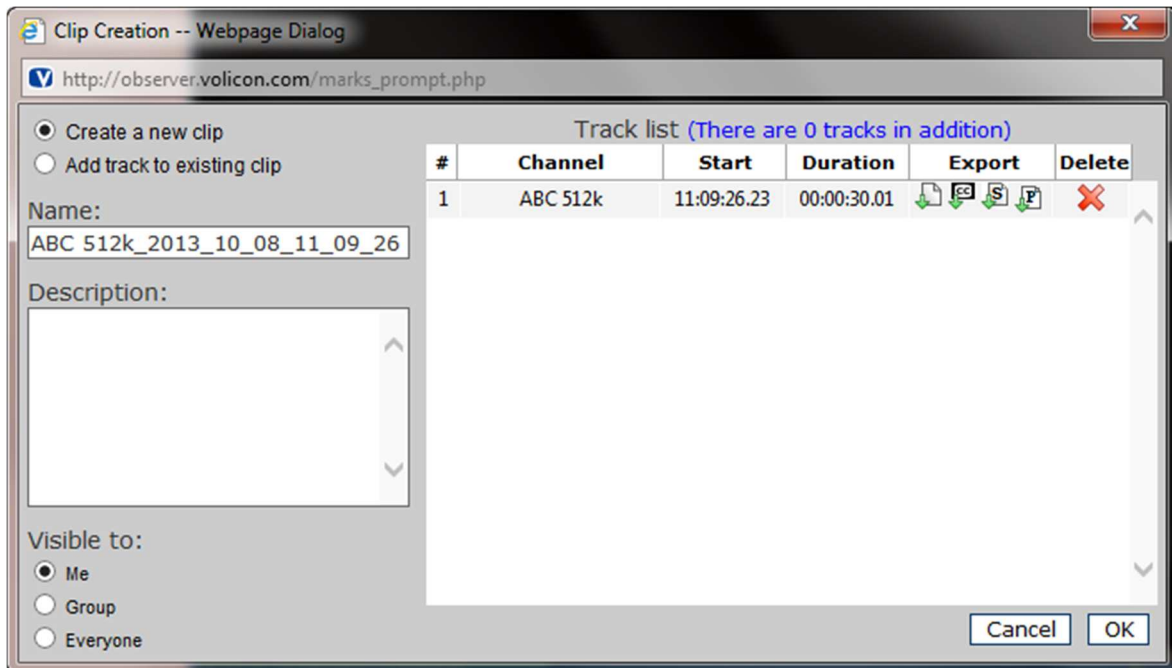 Clip Creation -- Webpage Dialog
http://observer.volicon.com/marks_prompt.php
Create a new clip
Add track to existing clip
Name:
ABC 512k_2013_10_08_11_09_26
Description:
Visible to:
Me
Group
Everyone
Track list (There are 0 tracks in addition)
# Channel Start Duration Export Delete
1 ABC 512k 11:09:26.23 00:00:30.01 CC S P
Cancel OK